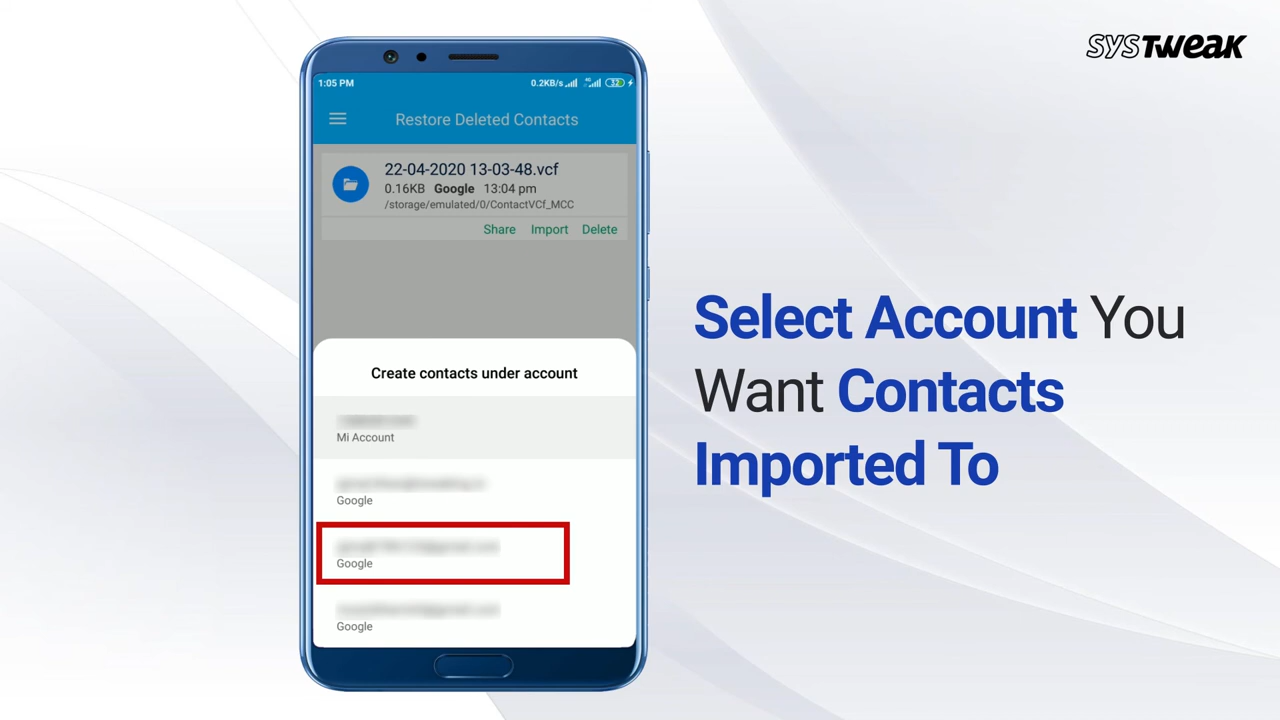 SYSTWEAK
1:05 PM 0.2KB/s 4G 32
Restore Deleted Contacts
22-04-2020 13-03-48.vcf
0.16KB Google 13:04 pm
/storage/emulated/0/ContactVCf_MCC
Share Import Delete
Create contacts under account
Mi Account
Google
Google
Google
Select Account You
Want Contacts
Imported To